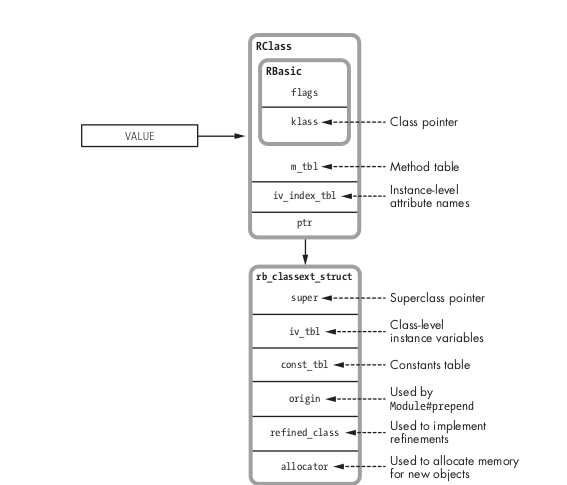 RClass
RBasic
flags
klass
Class pointer
VALUE
m_tbl
Method table
iv_index_tbl
Instance-level
attribute names
ptr
rb_classext_struct
super
Superclass pointer
iv_tbl
Class-level
instance variables
const_tbl
Constants table
origin
Used by
Module#prepend
refined_class
Used to implement
refinements
allocator
Used to allocate memory
for new objects